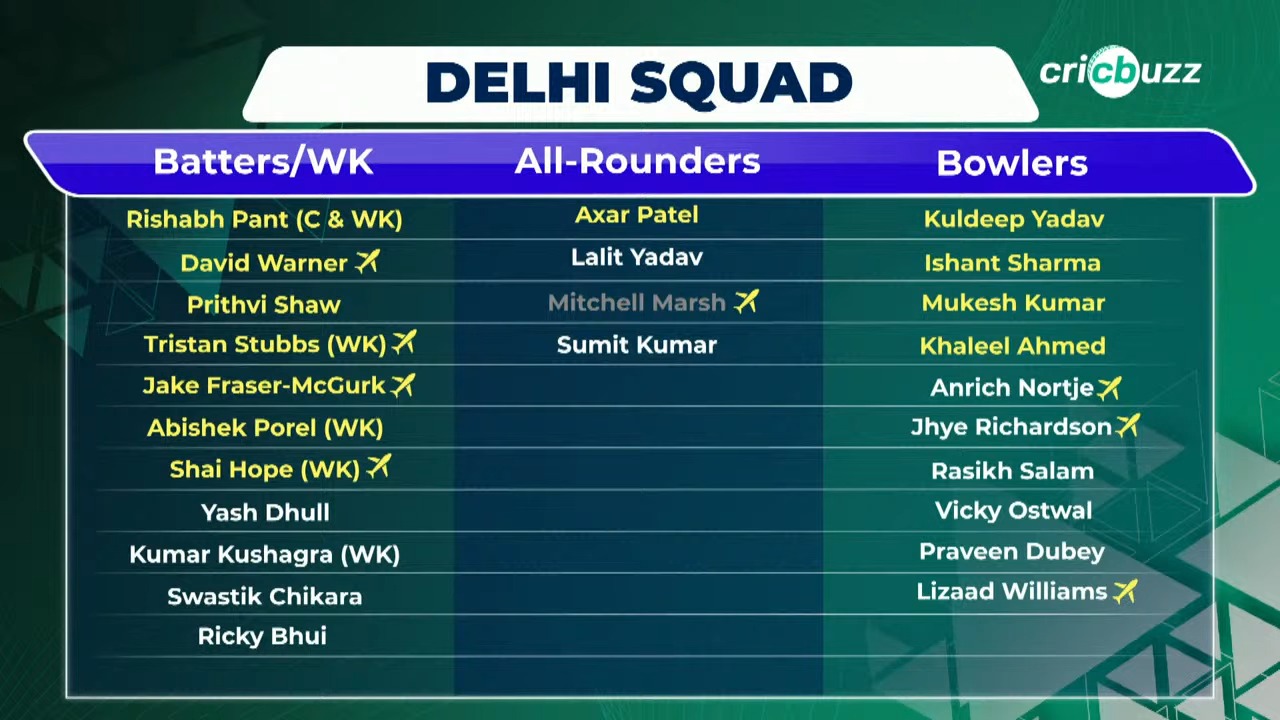 DELHI SQUAD
cricbuzz
Batters/WK
Rishabh Pant (C & WK)
David Warner
Prithvi Shaw
Tristan Stubbs (WK)
Jake Fraser-McGurk
Abishek Porel (WK)
Shai Hope (WK)
Yash Dhull
Kumar Kushagra (WK)
Swastik Chikara
Ricky Bhui
All-Rounders
Axar Patel
Lalit Yadav
Mitchell Marsh
Sumit Kumar
Bowlers
Kuldeep Yadav
Ishant Sharma
Mukesh Kumar
Khaleel Ahmed
Anrich Nortje
Jhye Richardson
Rasikh Salam
Vicky Ostwal
Praveen Dubey
Lizaad Williams